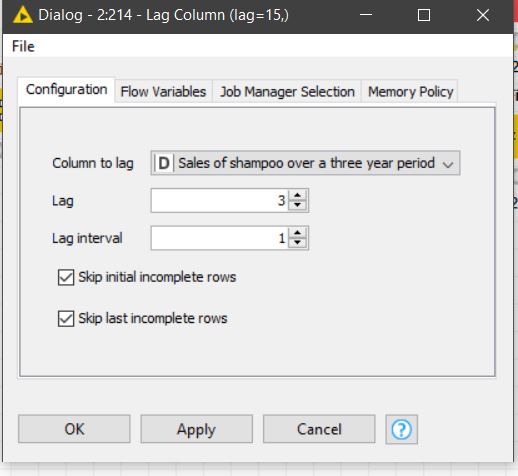 Dialog - 2:214 - Lag Column (lag=15,)
File
Configuration Flow Variables Job Manager Selection Memory Policy
Column to lag D Sales of shampoo over a three year period
Lag 3
Lag interval 1
Skip initial incomplete rows
Skip last incomplete rows
OK Apply Cancel ?